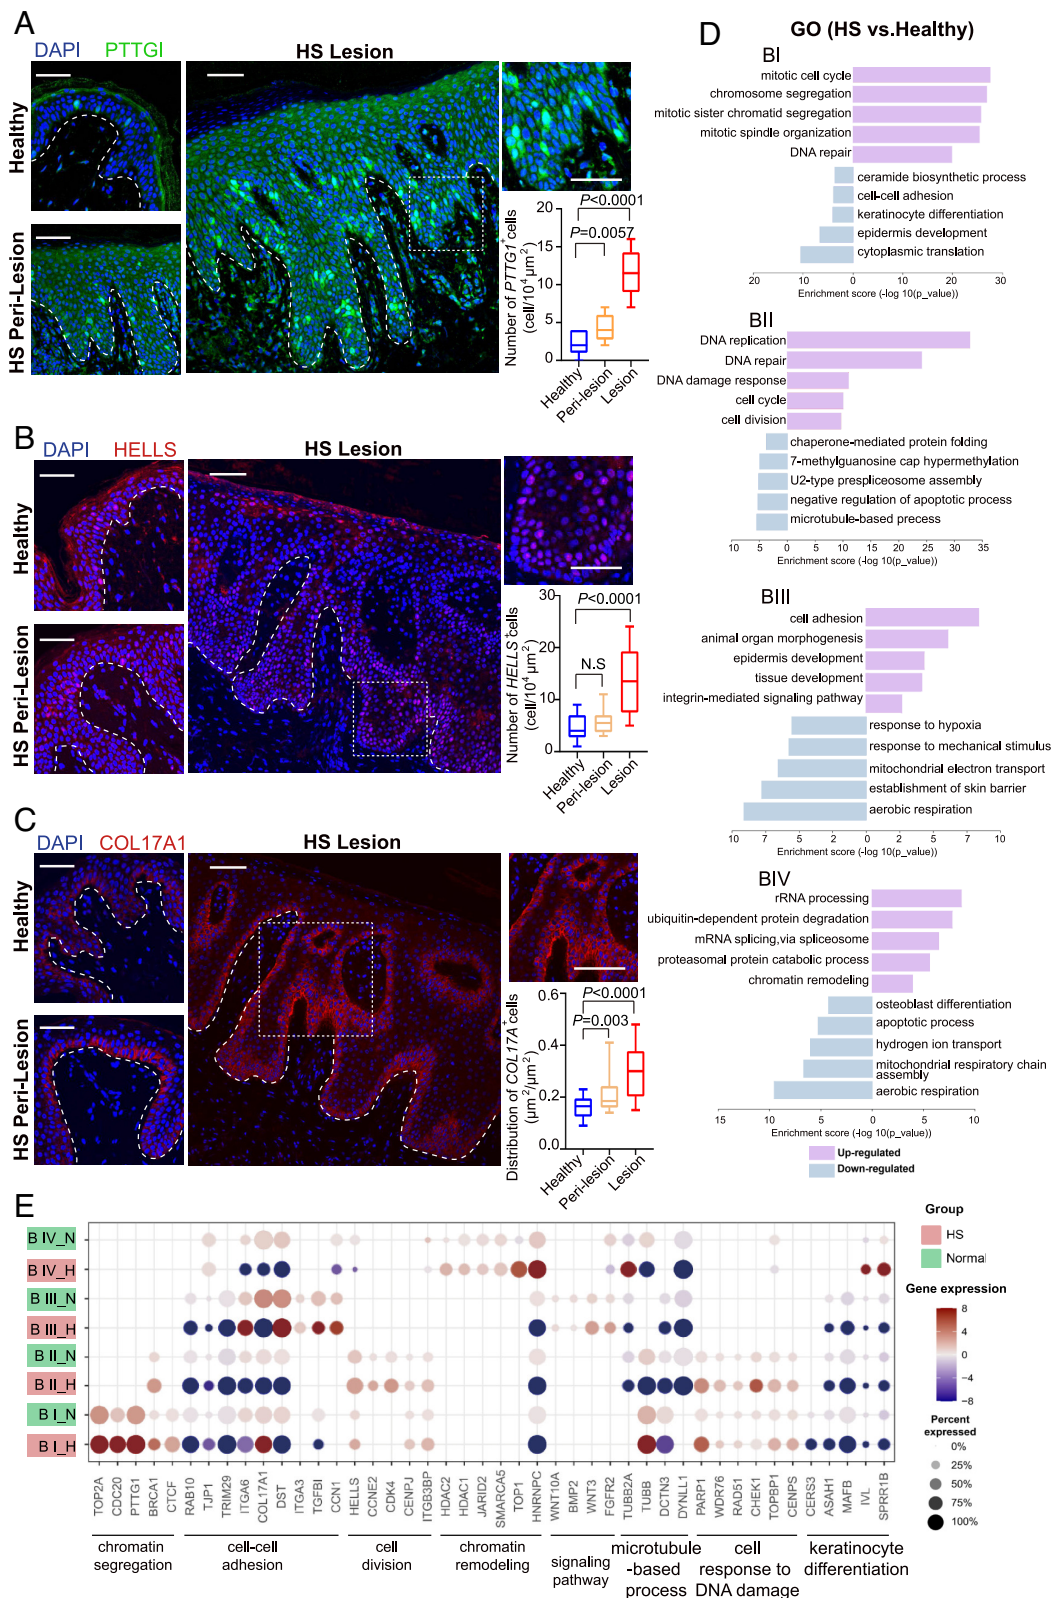 A
DAPI PTTGI
HS Lesion
Healthy
HS Peri-Lesion
P<0.0001
P=0.0057
20
15
10
5
0
Number of PTTG1+ cells
(cell/10⁴ µm²)
Healthy
Peri-lesion
Lesion
B
DAPI HELLS
HS Lesion
Healthy
HS Peri-Lesion
P<0.0001
N.S
30
20
10
0
Number of HELLS+cells
(cell/10⁴ µm²)
Healthy
Peri-lesion
Lesion
C
DAPI COL17A1
HS Lesion
Healthy
HS Peri-Lesion
P<0.0001
P=0.003
0.6
0.4
0.2
0.0
Distribution of COL17A+ cells
(µm²/µm²)
Healthy
Peri-lesion
Lesion
D
GO (HS vs.Healthy)
BI
mitotic cell cycle
chromosome segregation
mitotic sister chromatid segregation
mitotic spindle organization
DNA repair
ceramide biosynthetic process
cell-cell adhesion
keratinocyte differentiation
epidermis development
cytoplasmic translation
20 10 0 10 20 30
Enrichment score (-log 10(p_value))
BII
DNA replication
DNA repair
DNA damage response
cell cycle
cell division
chaperone-mediated protein folding
7-methylguanosine cap hypermethylation
U2-type prespliceosome assembly
negative regulation of apoptotic process
microtubule-based precess
10 5 0 5 10 15 20 25 30 35
Enrichment score (-log 10(p_value))
BIII
cell adhesion
animal organ morphogenesis
epidermis development
tissue development
integrin-mediated signaling pathway
response to hypoxia
response to mechanical stimulus
mitochondrial electron transport
establishment of skin barrier
aerobic respiration
10 5 0 2 5 7 10
Enrichment score (-log 10(p_value))
BIV
rRNA processing
ubiquitin-dependent protein degradation
mRNA splicing,via spliceosome
proteasomal protein catabolic process
chromatin remodeling
osteoblast differentiation
apoptotic process
hydrogen ion transport
mitochondrial respiratory chain
assembly
aerobic respiration
15 10 5 0 5 10
Enrichment score (-log 10(p_value))
Up-regulated
Down-regulated
E
B IV_N
B IV_H
B III_N
B III_H
B II_N
B II_H
B I_N
B I_H
TOP2A
CDC20
PTTG1
BRCA1
CTCF
RAB10
TJP1
TRIM29
ITGA6
COL17A1
DST
ITGA3
TGFBI
CCN1
HELLS
CCNE2
CDK4
CENPJ
ITGB3BP
HDAC2
HDAC1
JARID2
SMARCA5
TOP1
HNRNPC
WNT10A
BMP2
WNT3
FGFR2
TUBB2A
TUBB
DCTN3
DYNLL1
PARP1
WDR76
RAD51
CHEK1
TOPBP1
CENPS
CERS3
ASAH1
MAFB
IVL
SPRR1B
chromatin
segregation
cell-cell
adhesion
cell
division
chromatin
remodeling
signaling
pathway
microtubule
-based
process
cell
response to
DNA damage
keratinocyte
differentiation
Group
HS
Normal
Gene expression
8
4
0
−4
−8
Percent
expressed
0%
25%
50%
75%
100%